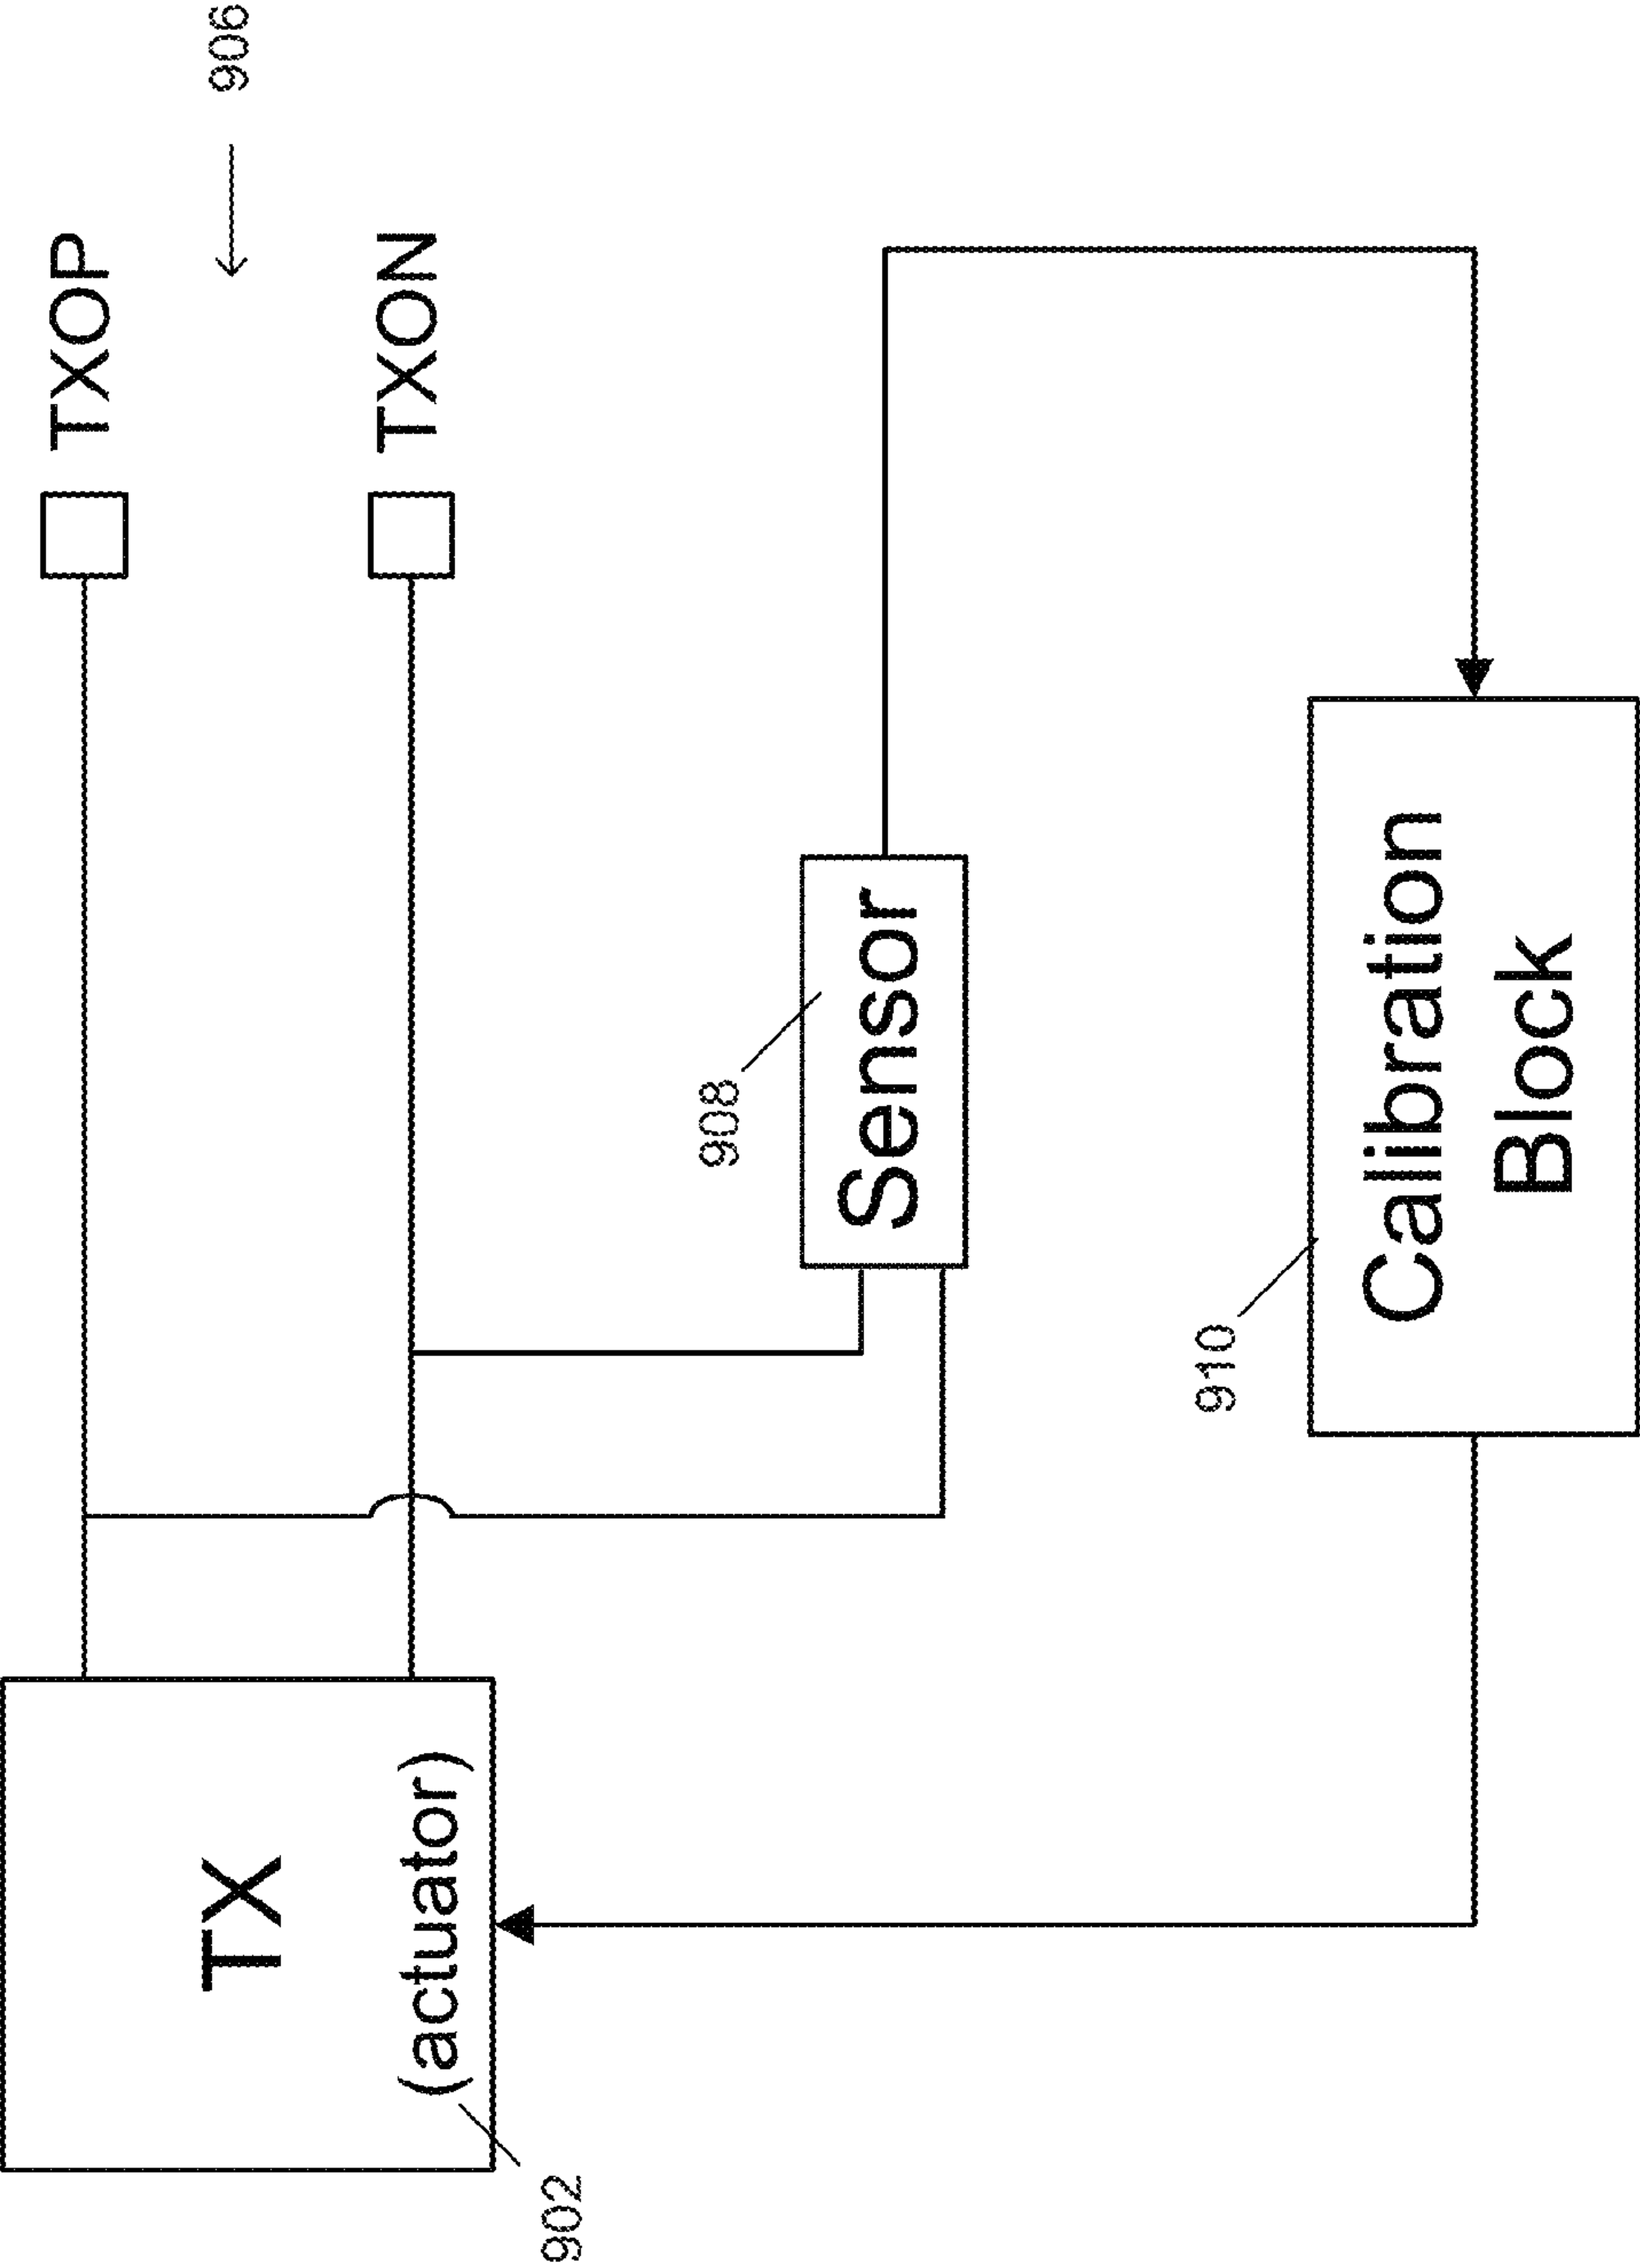 TX
(actuator)
902
TXOP
TXON
906
908
Sensor
910
Calibration
Block